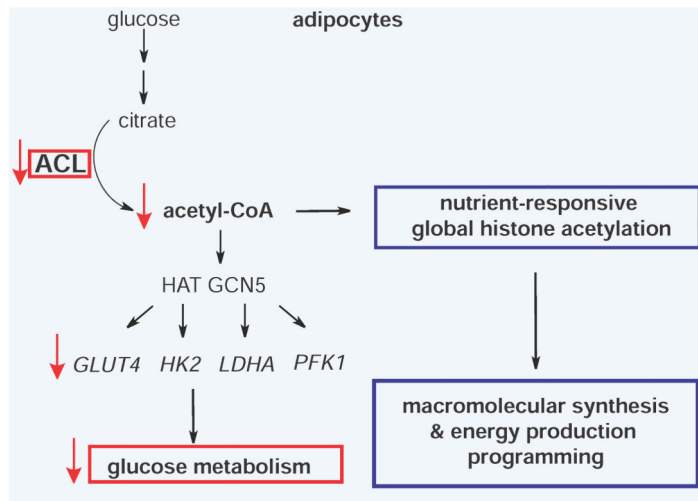 glucose
adipocytes
citrate
ACL
acetyl-CoA
nutrient-responsive
global histone acetylation
HAT GCN5
GLUT4 HK2 LDHA PFK1
macromolecular synthesis
& energy production
programming
glucose metabolism